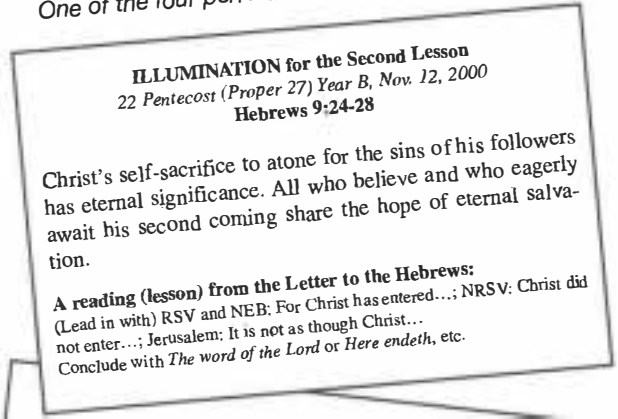 One of the four
ILLUMINATION for the Second Lesson
22 Pentecost (Proper 27) Year B, Nov. 12, 2000
Hebrews 9:24-28
Christ's self-sacrifice to atone for the sins of his followers
has eternal significance. All who believe and who eagerly
await his second coming share the hope of eternal salva-
tion.
A reading (lesson) from the Letter to the Hebrews:
(Lead in with) RSV and NEB: For Christ has entered...; NRSV: Christ did
not enter...; Jerusalem: It is not as though Christ...
Conclude with The word of the Lord or Here endeth, etc.